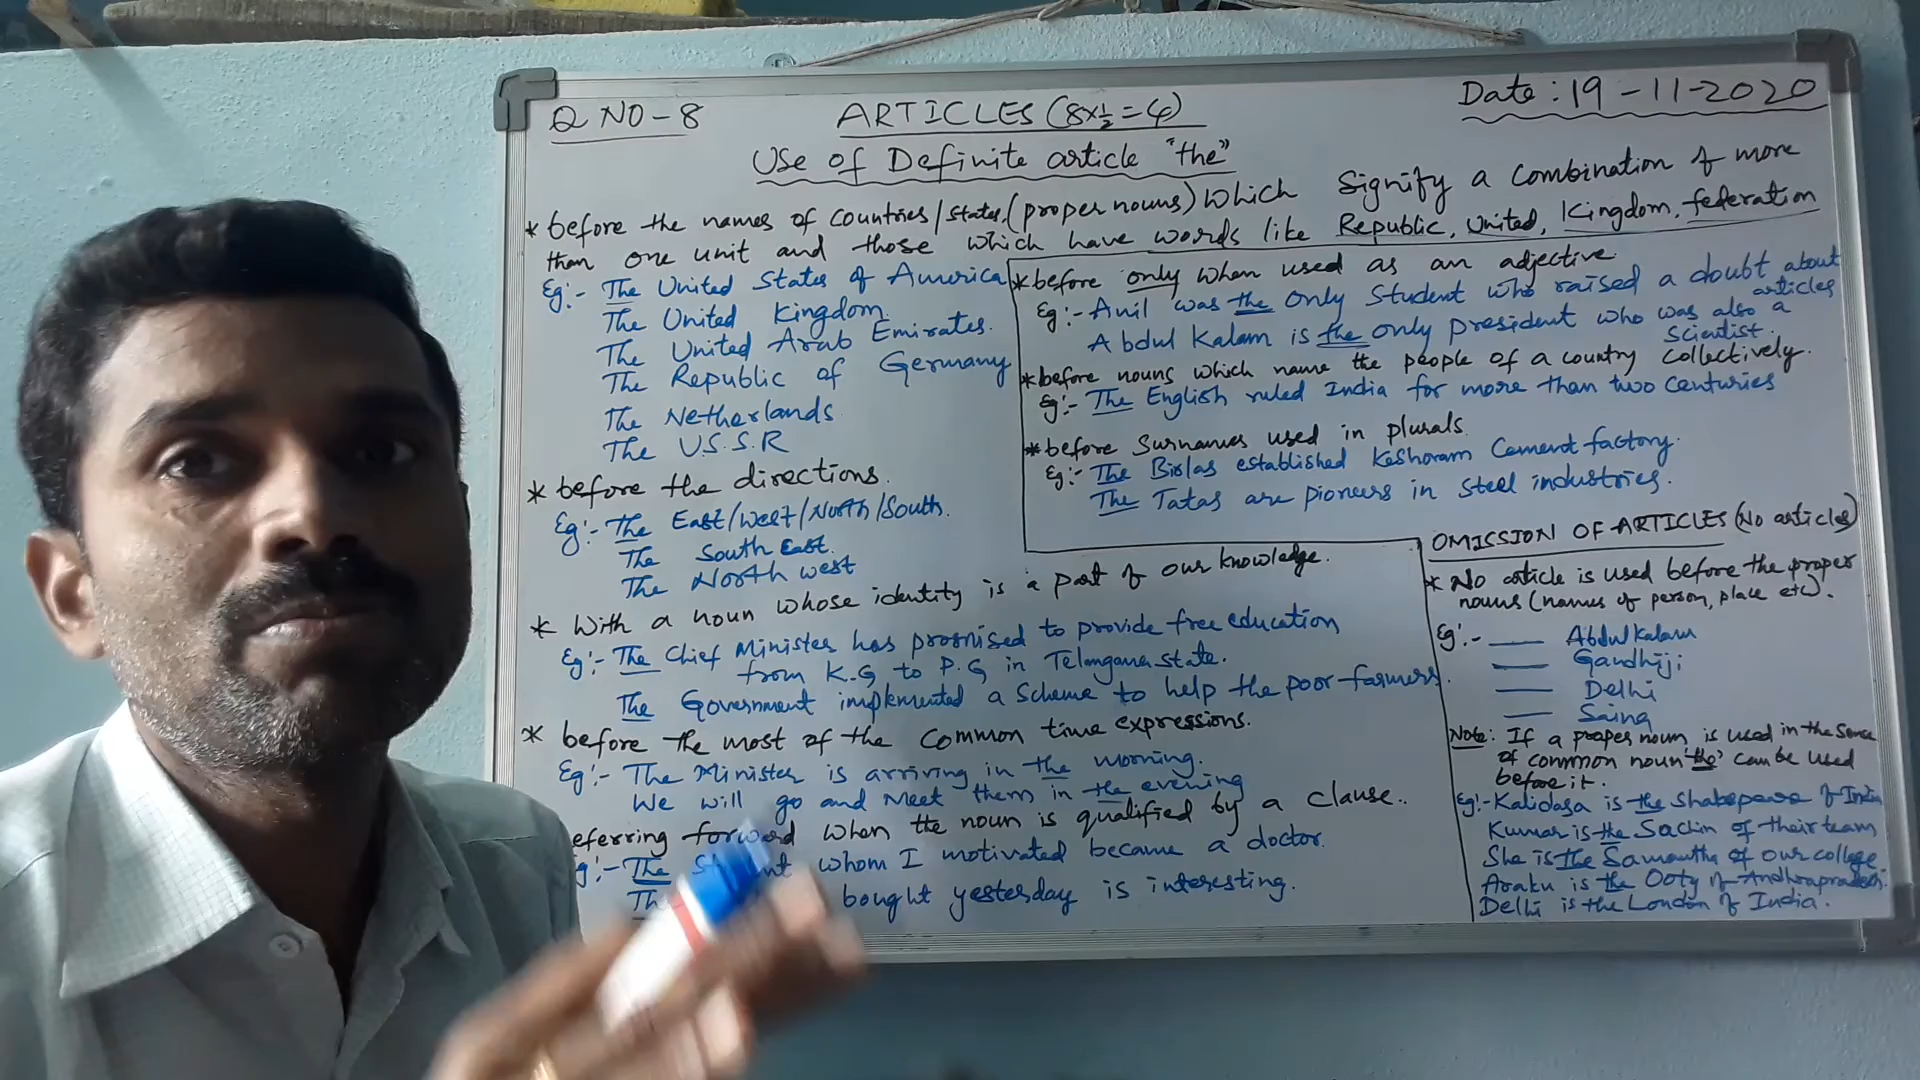 Q NO-8
ARTICLES (8x½=4)
Date: 19-11-2020
Use of Definite article "the"
* before the names of countries/states,(proper nouns) which signify a combination of more
than one unit and those which have words like Republic, United, Kingdom, federation
Eg:- The United States of America
The United Kingdom.
The United Arab Emirates.
The Republic of Germany
The Netherlands
The U.S.S.R
* before the directions.
Eg:- The East/West/North/South.
The South East.
The North west
* With a noun whose identity is a part of our knowledge.
Eg:- The Chief Minister has promised to provide free education
from K.G to P.G in Telangana state.
The Government implemented a scheme to help the poor farmers.
* before the most of the common time expressions.
Eg:- The Minister is arriving in the morning.
We will go and meet them in the evening
eferring forward when the noun is qualified by a clause..
g:- The whom I motivated became a doctor.
The bought yesterday is interesting.
* before only when used as an adjective.
Eg:- Anil was the only student who raised a doubt about
articles
Abdul Kalam is the only president who was also a
Scientist.
* before nouns which name the people of a country collectively.
Eg:- The English ruled India for more than two centuries
* before Surnames used in plurals.
Eg:- The Birlas established Keshoram Cement factory.
The Tatas are pioneers in steel industries.
OMISSION OF ARTICLES (No articles)
* No article is used before the proper
nouns (names of person, place etc).
Eg:- ___ Abdul Kalam
___ Gandhiji
___ Delhi
___ Saina
Note: If a proper noun is used in the sense
of common noun 'the' can be used
before it.
Eg:- Kalidasa is the Shakespeare of India
Kumar is the Sachin of their team
She is the Samantha of our college
Araku is the Ooty of Andhrapradesh.
Delhi is the London of India.